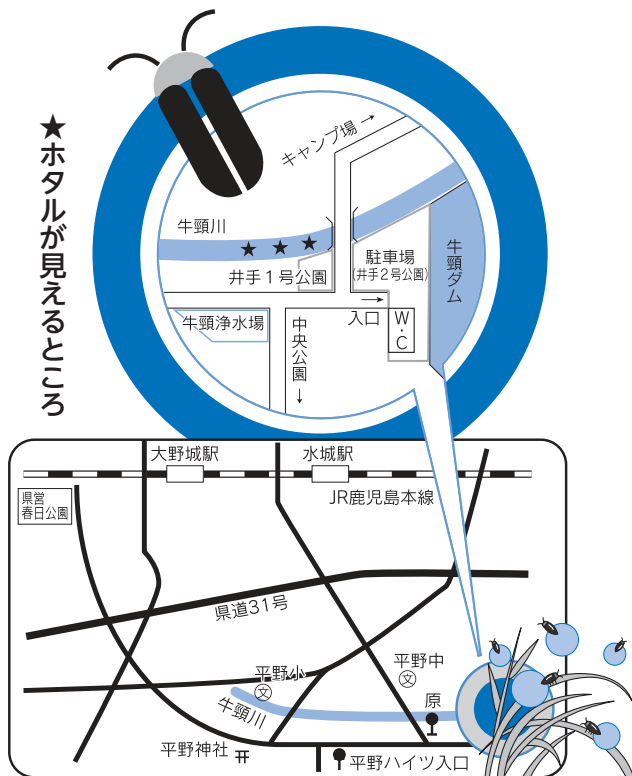 ★ホタルが見えるところ
キャンプ場→
牛頸川
★ ★ ★
井手1号公園
駐車場
(井手2号公園)
牛頸ダム
→
入口
W・C
牛頸浄水場
中央公園→
大野城駅
水城駅
JR鹿児島本線
県営
春日公園
県道31号
平野小
文
平野中
文
牛頸川
原
平野神社
平野ハイツ入口